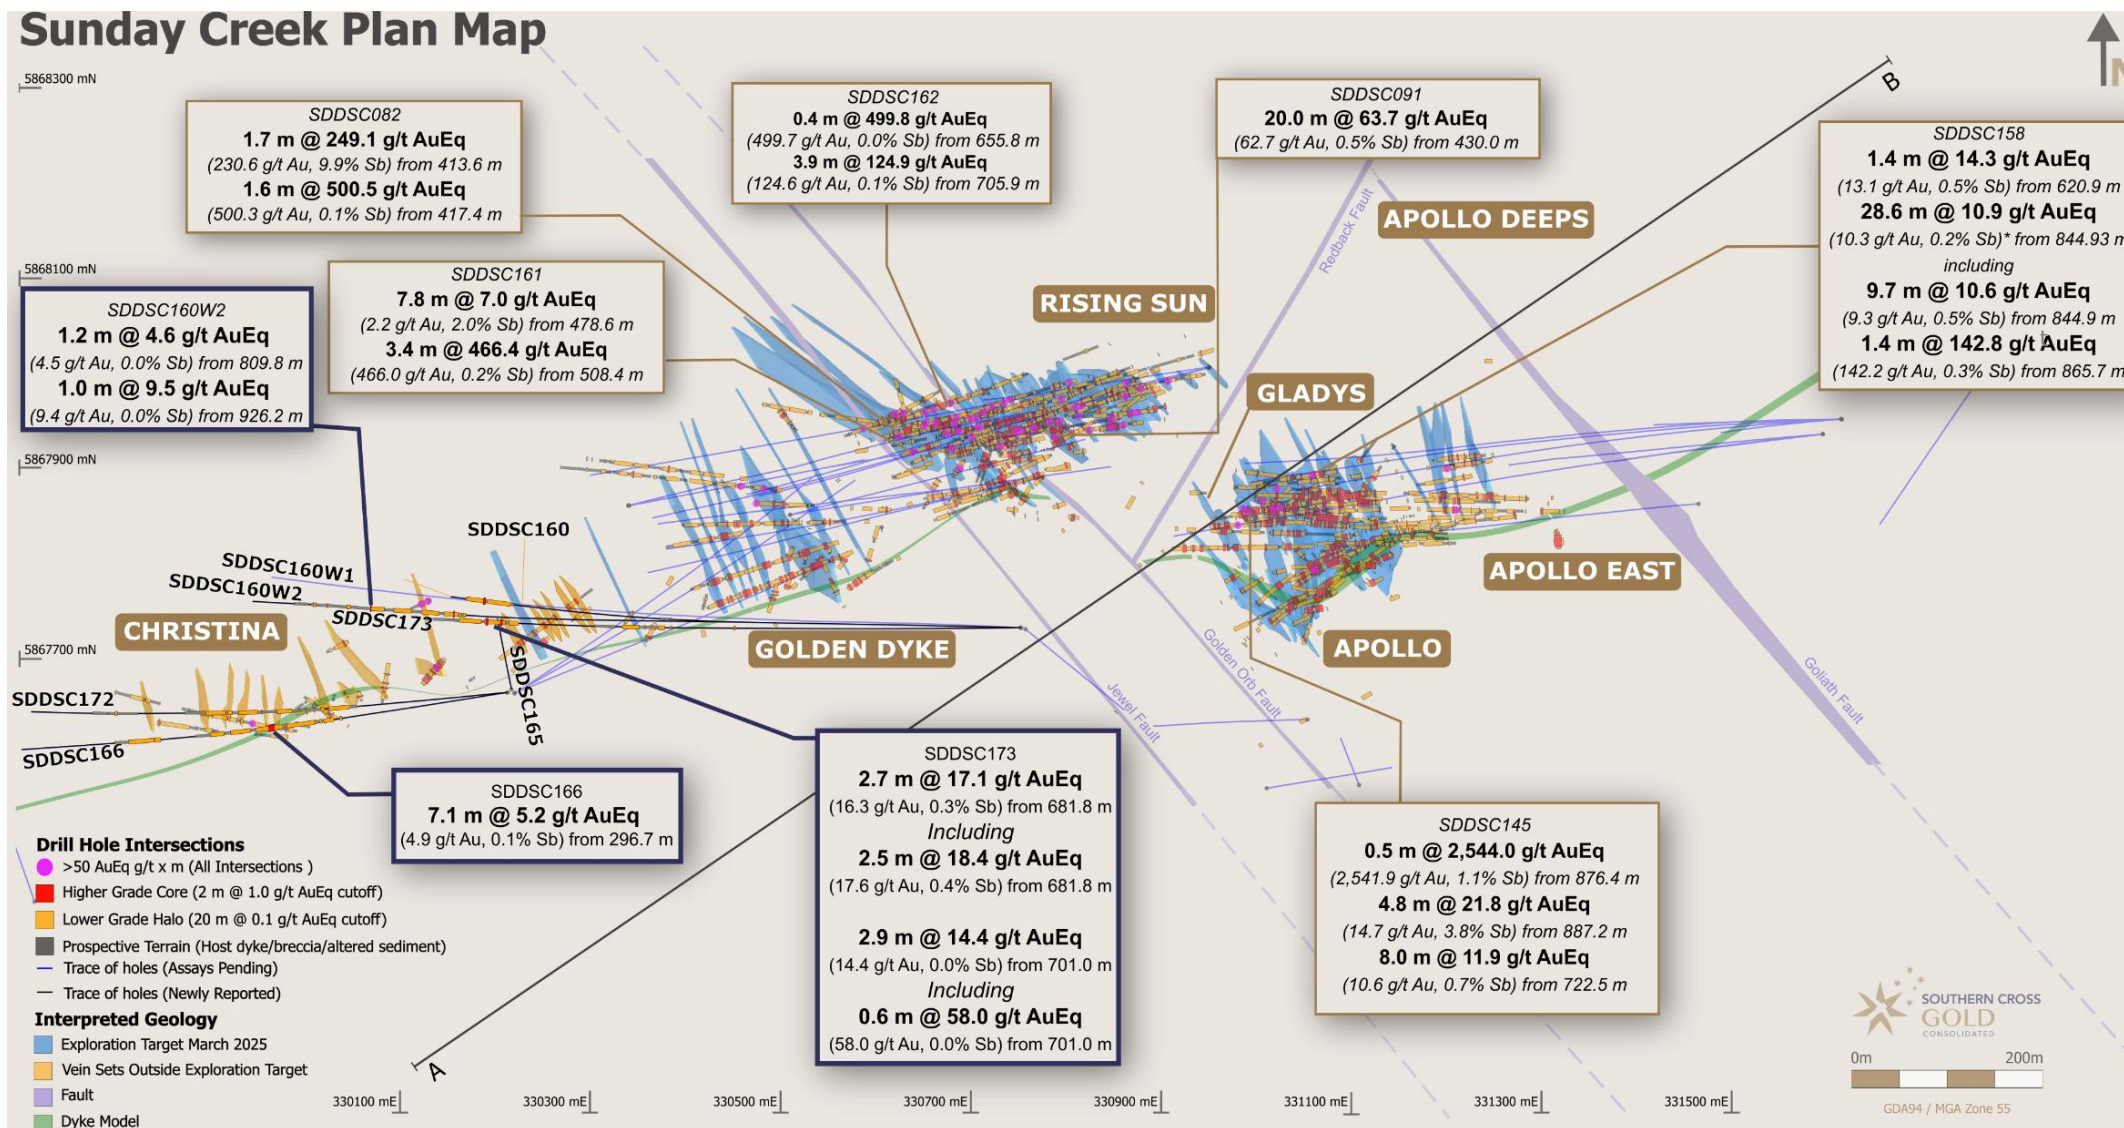 Sunday Creek Plan Map
5868300 mN
5868100 mN
5867900 mN
5867700 mN
SDDSC082
1.7 m @ 249.1 g/t AuEq
(230.6 g/t Au, 9.9% Sb) from 413.6 m
1.6 m @ 500.5 g/t AuEq
(500.3 g/t Au, 0.1% Sb) from 417.4 m
SDDSC162
0.4 m @ 499.8 g/t AuEq
(499.7 g/t Au, 0.0% Sb) from 655.8 m
3.9 m @ 124.9 g/t AuEq
(124.6 g/t Au, 0.1% Sb) from 705.9 m
SDDSC091
20.0 m @ 63.7 g/t AuEq
(62.7 g/t Au, 0.5% Sb) from 430.0 m
B
N
SDDSC158
1.4 m @ 14.3 g/t AuEq
(13.1 g/t Au, 0.5% Sb) from 620.9 m
28.6 m @ 10.9 g/t AuEq
(10.3 g/t Au, 0.2% Sb)* from 844.93 m
including
9.7 m @ 10.6 g/t AuEq
(9.3 g/t Au, 0.5% Sb) from 844.9 m
1.4 m @ 142.8 g/t AuEq
(142.2 g/t Au, 0.3% Sb) from 865.7 m
SDDSC161
7.8 m @ 7.0 g/t AuEq
(2.2 g/t Au, 2.0% Sb) from 478.6 m
3.4 m @ 466.4 g/t AuEq
(466.0 g/t Au, 0.2% Sb) from 508.4 m
SDDSC160W2
1.2 m @ 4.6 g/t AuEq
(4.5 g/t Au, 0.0% Sb) from 809.8 m
1.0 m @ 9.5 g/t AuEq
(9.4 g/t Au, 0.0% Sb) from 926.2 m
Redback Fault
APOLLO DEEPS
RISING SUN
GLADYS
SDDSC160
SDDSC160W1
SDDSC160W2
SDDSC173
CHRISTINA
GOLDEN DYKE
APOLLO EAST
APOLLO
SDDSC165
SDDSC172
SDDSC166
Jewel Fault
Golden Orb Fault
Goliath Fault
SDDSC166
7.1 m @ 5.2 g/t AuEq
(4.9 g/t Au, 0.1% Sb) from 296.7 m
SDDSC173
2.7 m @ 17.1 g/t AuEq
(16.3 g/t Au, 0.3% Sb) from 681.8 m
Including
2.5 m @ 18.4 g/t AuEq
(17.6 g/t Au, 0.4% Sb) from 681.8 m
2.9 m @ 14.4 g/t AuEq
(14.4 g/t Au, 0.0% Sb) from 701.0 m
Including
0.6 m @ 58.0 g/t AuEq
(58.0 g/t Au, 0.0% Sb) from 701.0 m
SDDSC145
0.5 m @ 2,544.0 g/t AuEq
(2,541.9 g/t Au, 1.1% Sb) from 876.4 m
4.8 m @ 21.8 g/t AuEq
(14.7 g/t Au, 3.8% Sb) from 887.2 m
8.0 m @ 11.9 g/t AuEq
(10.6 g/t Au, 0.7% Sb) from 722.5 m
Drill Hole Intersections
>50 AuEq g/t x m (All Intersections )
Higher Grade Core (2 m @ 1.0 g/t AuEq cutoff)
Lower Grade Halo (20 m @ 0.1 g/t AuEq cutoff)
Prospective Terrain (Host dyke/breccia/altered sediment)
Trace of holes (Assays Pending)
Trace of holes (Newly Reported)
Interpreted Geology
Exploration Target March 2025
Vein Sets Outside Exploration Target
Fault
Dyke Model
A
330100 mE
330300 mE
330500 mE
330700 mE
330900 mE
331100 mE
331300 mE
331500 mE
SOUTHERN CROSS
GOLD
CONSOLIDATED
0m 200m
GDA94 / MGA Zone 55